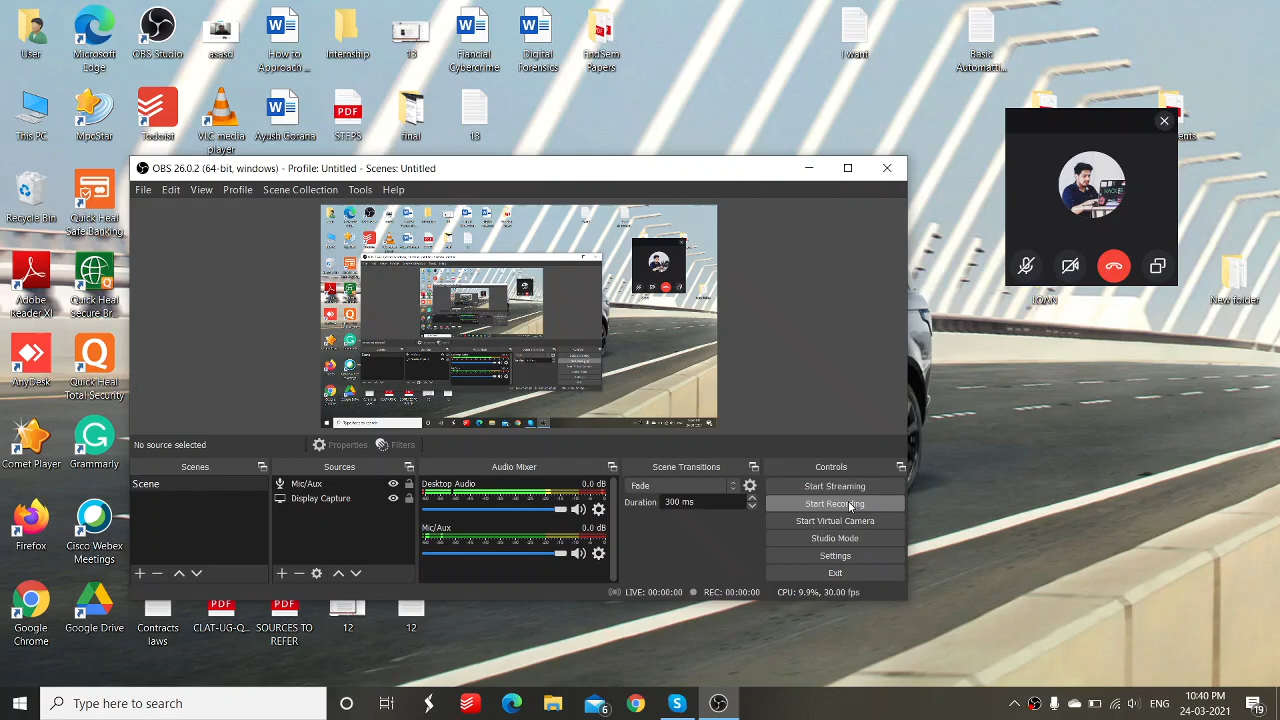 User
Microsoft
Edge
OBS Studio
asasd
How to
Approach ...
Internship
13
Fiancial
Cybercrime
Digital
Forensics
EndSem
Papers
I want
Basic
Automatti...
This PC
MpcStar
Todoist
VLC media
player
Ayush Gorana
STEPS
final
13
Recycle Bin
Quick Heal
Safe Banking
Adobe
Reader XI
Quick Heal
Secure Br...
AnyDesk
Quick Heal
Total Security
Comet Player
Grammarly
Firefox
Cisco Webex
Meetings
Google
Chrome
Google Drive
Contracts
laws
CLAT-UG-Q...
SOURCES TO
REFER
12
12
LOAN
New folder
OBS 26.0.2 (64-bit, windows) - Profile: Untitled - Scenes: Untitled
File Edit View Profile Scene Collection Tools Help
No source selected
Properties
Filters
Scenes
Sources
Audio Mixer
Scene Transitions
Controls
Scene
Mic/Aux
Display Capture
Desktop Audio
0.0 dB
Mic/Aux
0.0 dB
Fade
Duration
300 ms
Start Streaming
Start Recording
Start Virtual Camera
Studio Mode
Settings
Exit
LIVE: 00:00:00
REC: 00:00:00
CPU: 9.9%, 30.00 fps
Type here to search
6
ENG
10:40 PM
24-03-2021
19